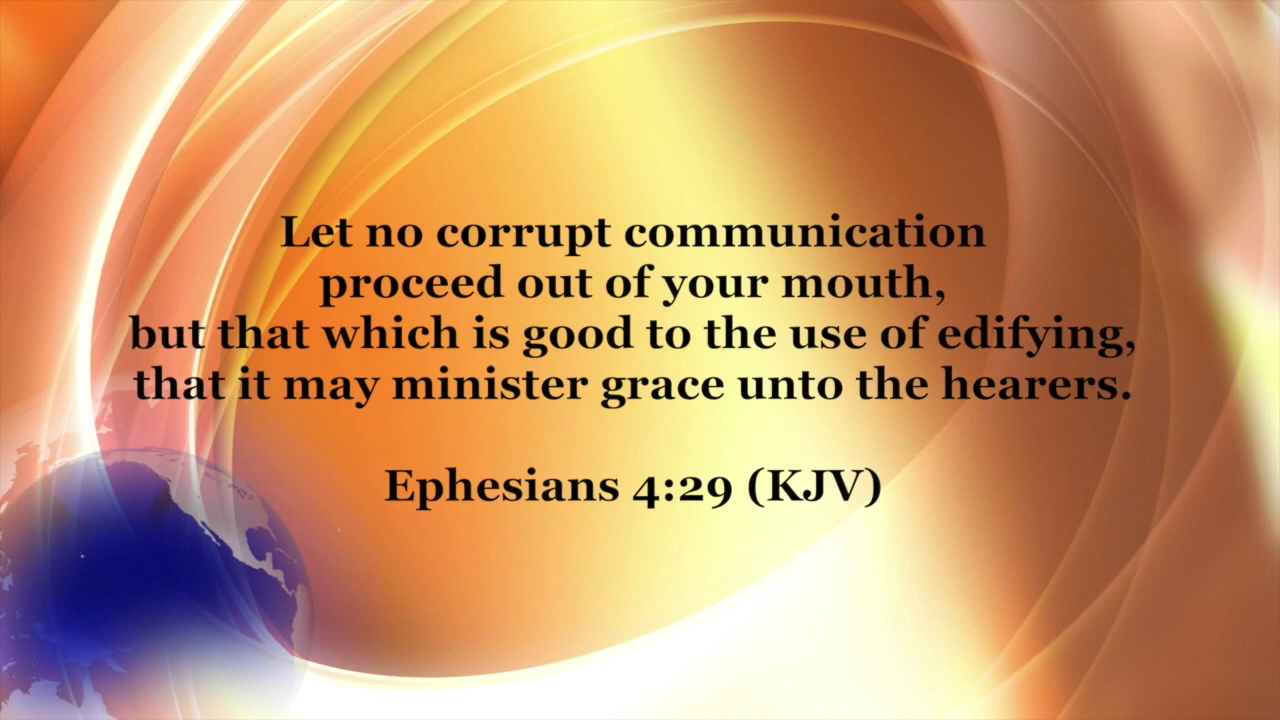 Let no corrupt communication
proceed out of your mouth,
but that which is good to the use of edifying,
that it may minister grace unto the hearers.
Ephesians 4:29 (KJV)